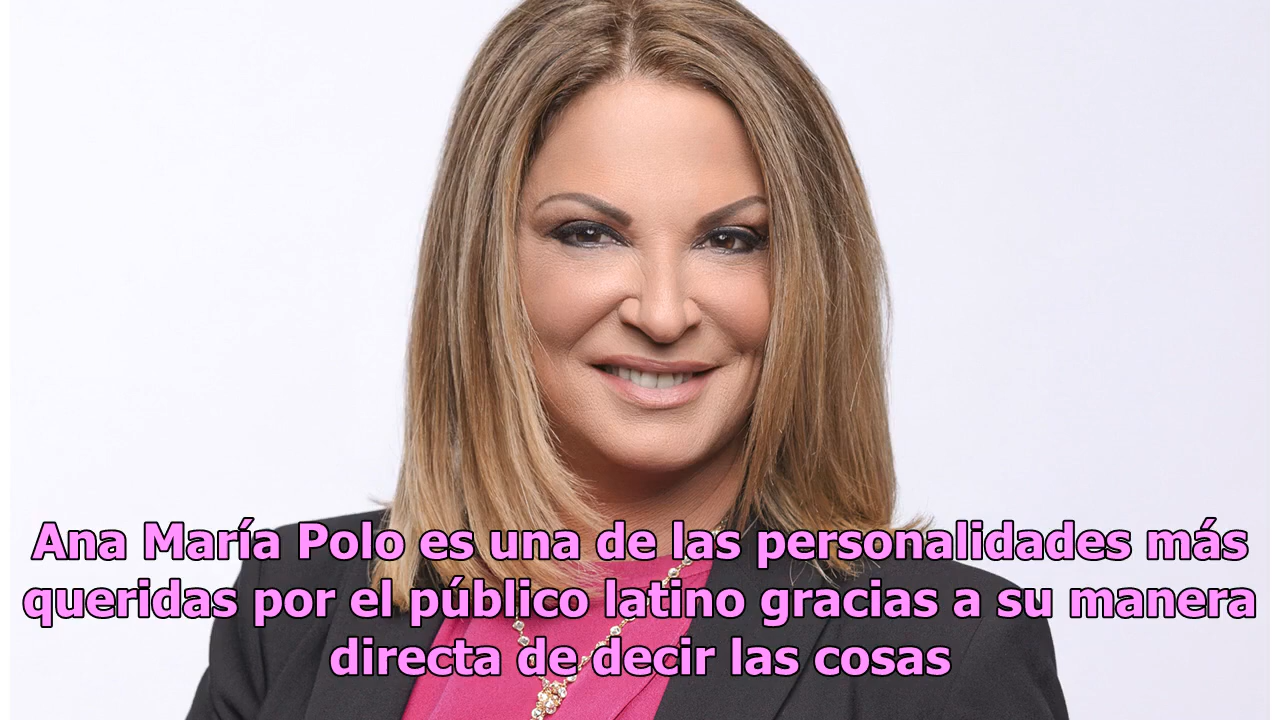 Ana María Polo es una de las personalidades más
queridas por el público latino gracias a su manera
directa de decir las cosas